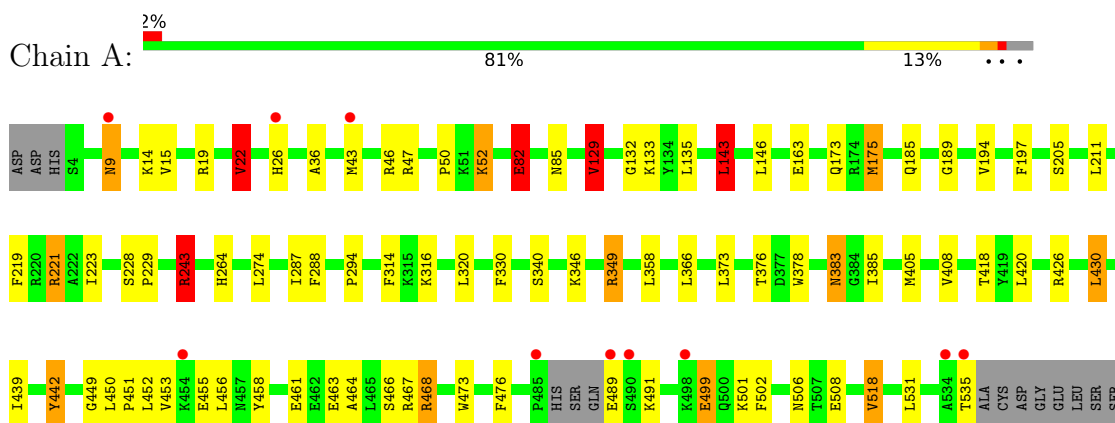 2%
Chain A:
81% 13% • • •
ASP ASP HIS S4 N9 K14 V15 R19 V22 H26 A36 M43 R46 R47 P50 K51 K52 E82 N85 V129 G132 K133 Y134 L135 L143 L146 E163 Q173 R174 M175 Q185 G189 V194 F197 S205 L211
F219 R220 R221 A222 I223 S228 P229 R243 H264 L274 I287 F288 P294 F314 K315 K316 L320 F330 S340 K346 R349 L358 L366 L373 T376 D377 W378 N383 G384 I385 M405 V408 T418 Y419 L420 R426 L430
I439 Y442 G449 L450 P451 L452 V453 K454 E455 L456 N457 Y458 E461 E462 E463 A464 L465 S466 R467 R468 W473 F476 P485 HIS SER GLN E489 S490 K491 K498 E499 Q500 K501 F502 N506 T507 E508 V518 L531 A534 T535 ALA CYS ASP GLY GLU LEU SER SER